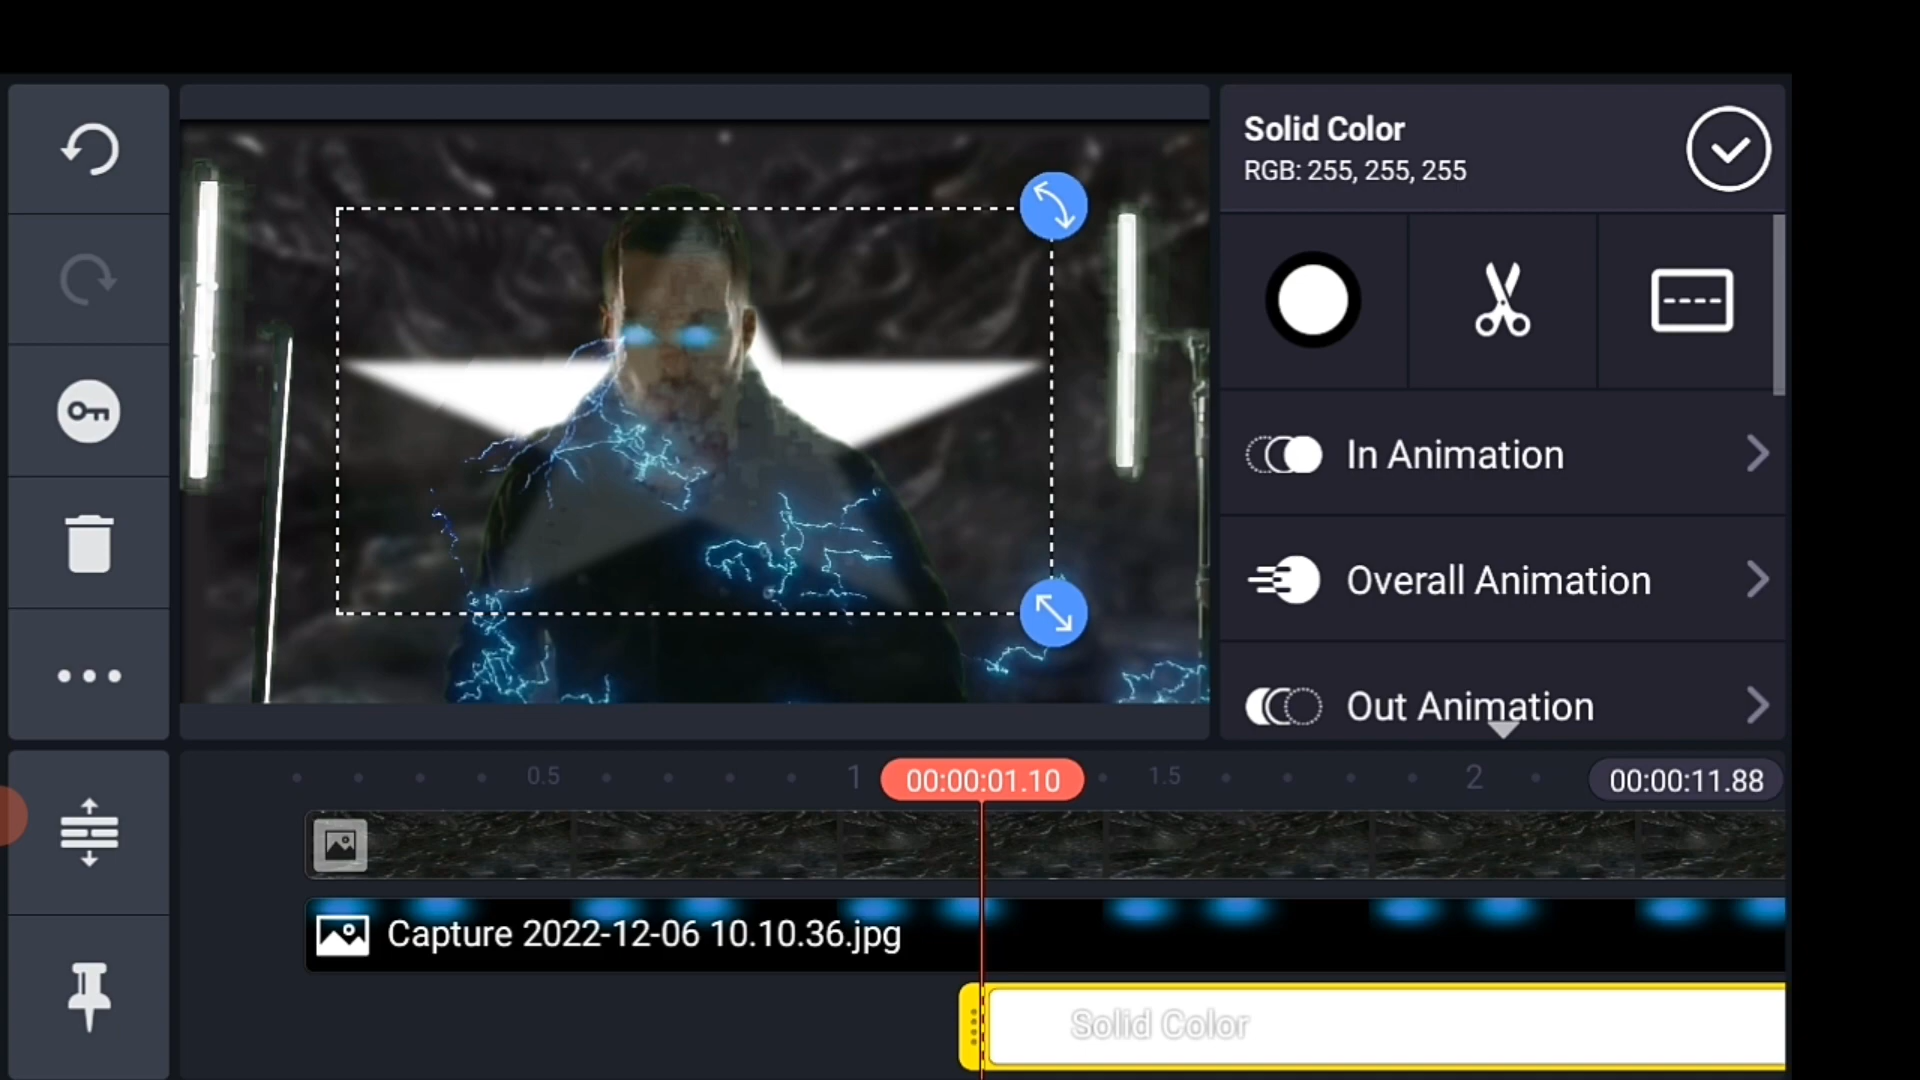 Solid Color
RGB: 255, 255, 255
In Animation
Overall Animation
Out Animation
0.5
1
00:00:01.10
1.5
2
00:00:11.88
Capture 2022-12-06 10.10.36.jpg
Solid Color